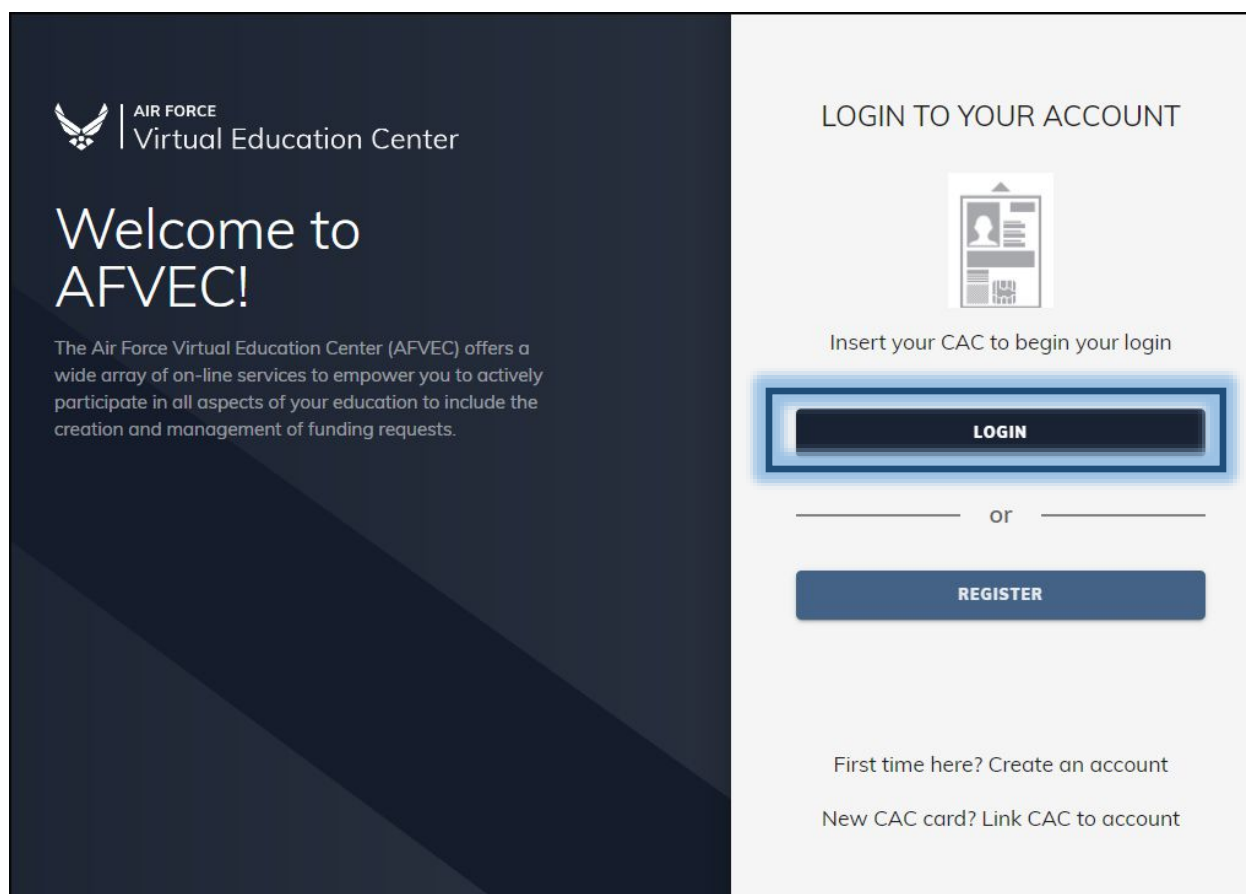 AIR FORCE
Virtual Education Center
Welcome to
AFVEC!
The Air Force Virtual Education Center (AFVEC) offers a
wide array of on-line services to empower you to actively
participate in all aspects of your education to include the
creation and management of funding requests.
LOGIN TO YOUR ACCOUNT
Insert your CAC to begin your login
LOGIN
or
REGISTER
First time here? Create an account
New CAC card? Link CAC to account